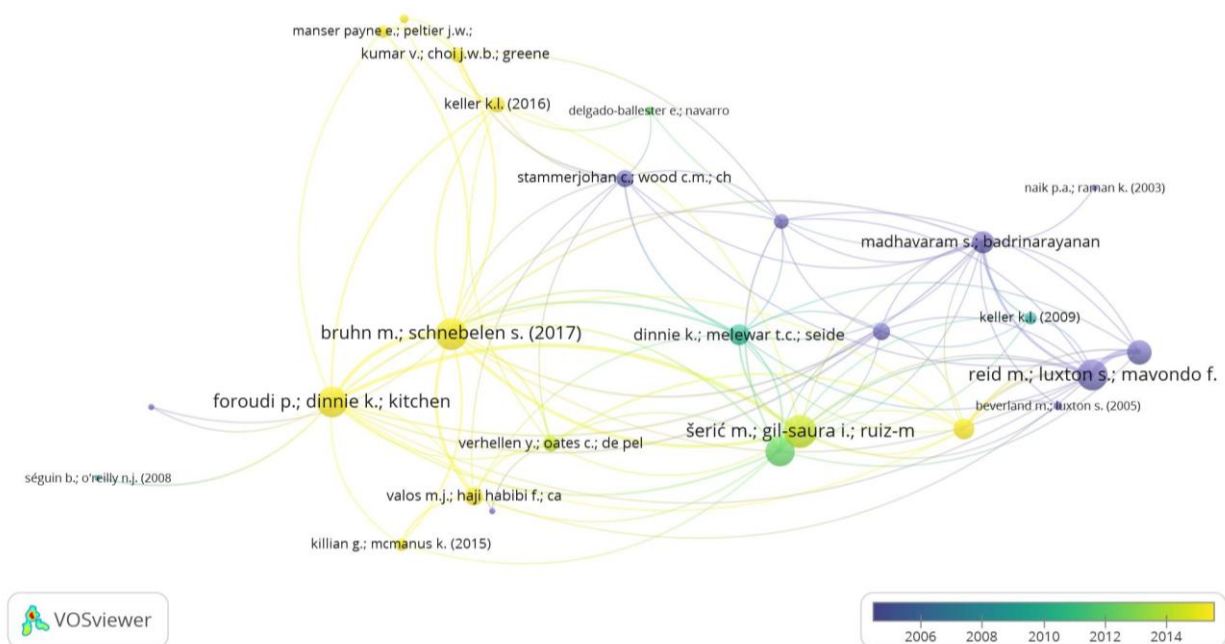 manser payne e.; peltier j.w.;
kumar v.; choi j.w.b.; greene
keller k.l. (2016)
delgado-ballester e.; navarro
stammerjohan c.; wood c.m.; ch
naik p.a.; raman k. (2003)
madhavaram s.; badrinarayanan
keller k.l. (2009)
bruhn m.; schnebelen s. (2017)
dinnie k.; melewar t.c.; seide
reid m.; luxton s.; mavondo f.
foroudi p.; dinnie k.; kitchen
beverland m.; luxton s. (2005)
šerić m.; gil-saura i.; ruiz-m
verhellen y.; oates c.; de pel
séguin b.; o'reilly n.j. (2008
valos m.j.; haji habibi f.; ca
killian g.; mcmanus k. (2015)
VOSviewer
2006 2008 2010 2012 2014